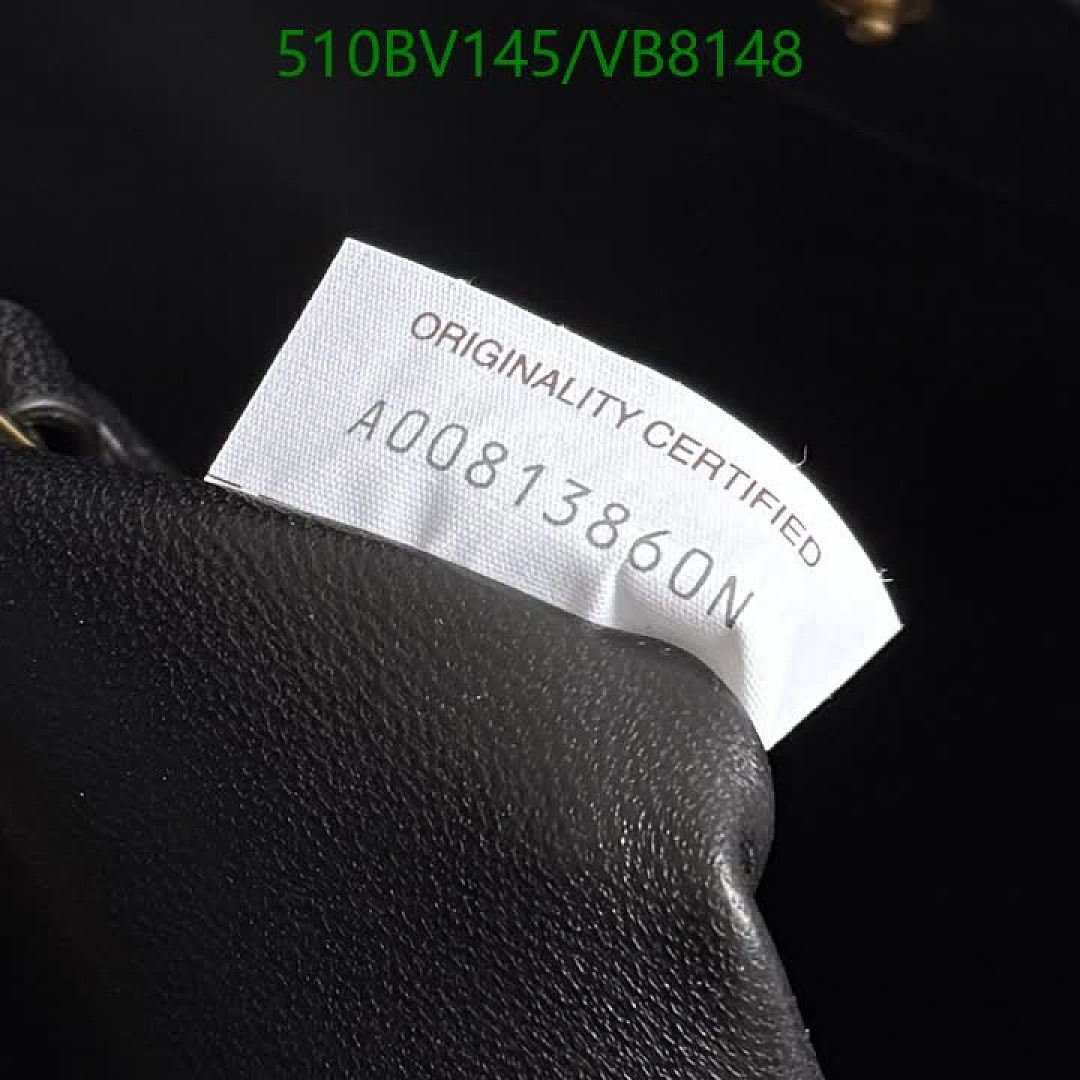 510BV145/VB8148
ORIGINALITY CERTIFIED
A00813860N